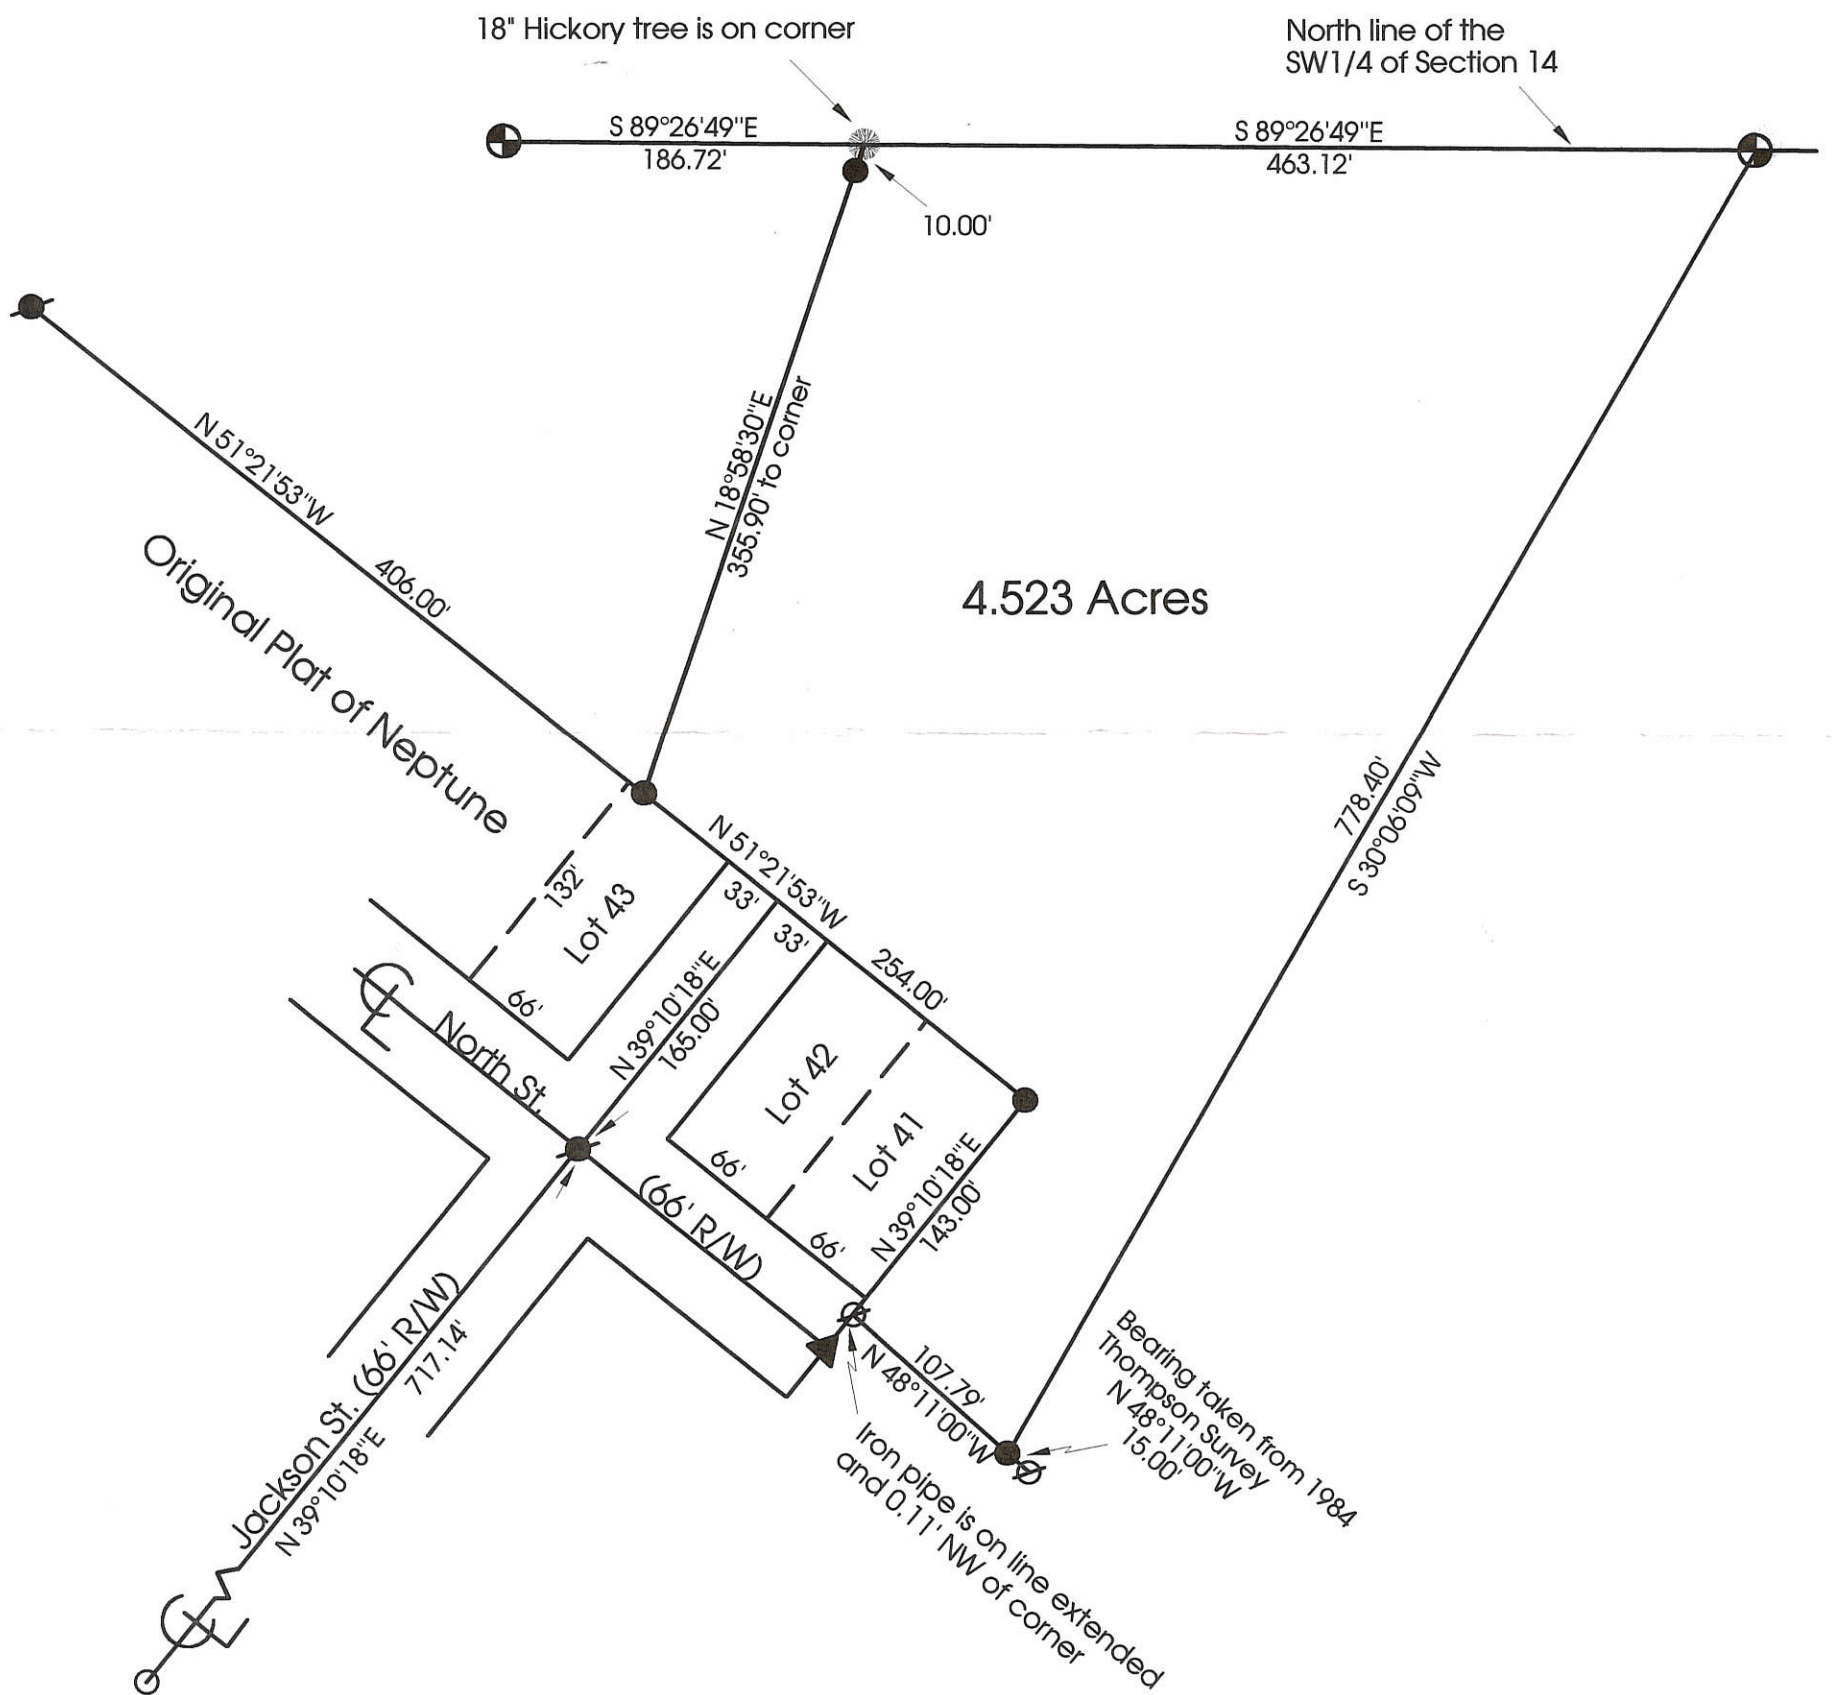 18" Hickory tree is on corner
North line of the
SW1/4 of Section 14
S 89°26'49"E
186.72'
S 89°26'49"E
463.12'
10.00'
N 51°21'53"W
406.00'
N 18°58'30"E
355.90' to corner
Original Plat of Neptune
4.523 Acres
778.40'
S 30°06'09"W
132'
Lot 43
66'
N 51°21'53"W
254.00'
33'
33'
N 39°10'18"E
165.00'
North St.
(66' R/W)
Lot 42
66'
Lot 41
66'
N 39°10'18"E
143.00'
Jackson St. (66' R/W)
N 39°10'18"E
717.14'
107.79'
N 48°11'00"W
Bearing taken from 1984
Thompson Survey
N 48°11'00"W
15.00'
Iron pipe is on line extended
and 0.11' NW of corner